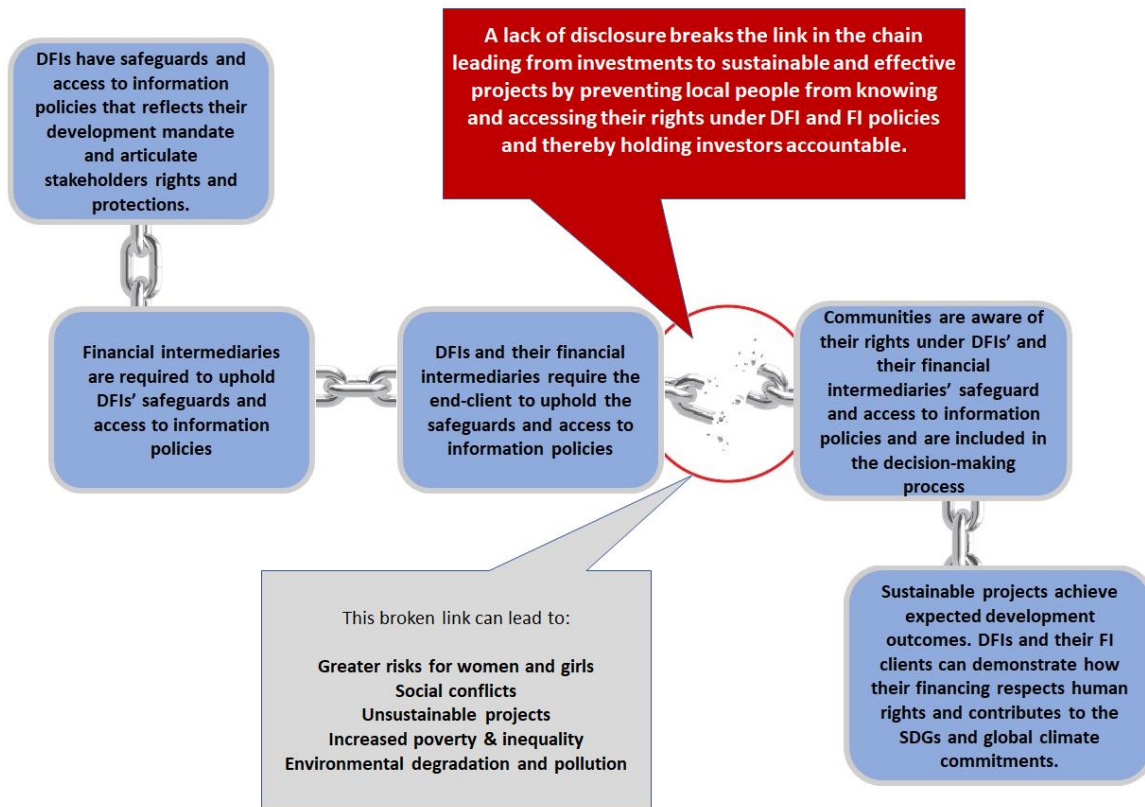 DFIs have safeguards and
access to information
policies that reflects their
development mandate
and articulate
stakeholders rights and
protections.
A lack of disclosure breaks the link in the chain
leading from investments to sustainable and effective
projects by preventing local people from knowing
and accessing their rights under DFI and FI policies
and thereby holding investors accountable.
Financial intermediaries
are required to uphold
DFIs' safeguards and
access to information
policies
DFIs and their financial
intermediaries require the
end-client to uphold the
safeguards and access to
information policies
Communities are aware of
their rights under DFIs' and
their financial
intermediaries' safeguard
and access to information
policies and are included in
the decision-making
process
This broken link can lead to:
Greater risks for women and girls
Social conflicts
Unsustainable projects
Increased poverty & inequality
Environmental degradation and pollution
Sustainable projects achieve
expected development
outcomes. DFIs and their FI
clients can demonstrate how
their financing respects human
rights and contributes to the
SDGs and global climate
commitments.